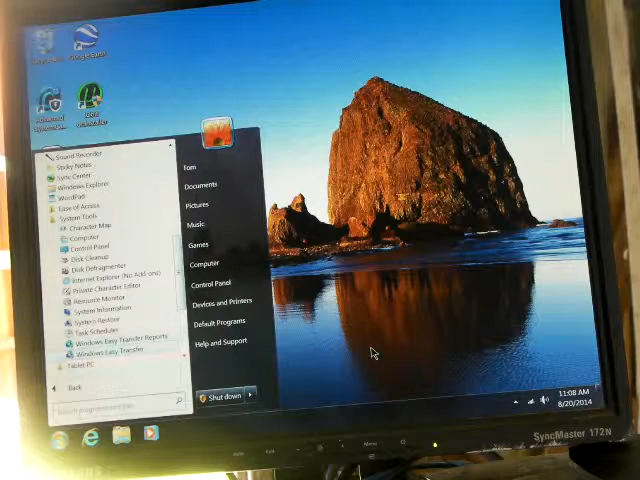 Google Earth
Advanced
Uninstaller
Sound Recorder
Sticky Notes
Sync Center
Windows Explorer
WordPad
Ease of Access
System Tools
Character Map
Computer
Control Panel
Disk Cleanup
Disk Defragmenter
Internet Explorer (No Add-ons)
Private Character Editor
Resource Monitor
System Information
System Restore
Task Scheduler
Windows Easy Transfer Reports
Windows Easy Transfer
Tablet PC
Back
Search programs and files
Tom
Documents
Pictures
Music
Games
Computer
Control Panel
Devices and Printers
Default Programs
Help and Support
Shut down
11:08 AM
8/20/2014
Menu
SyncMaster 172N